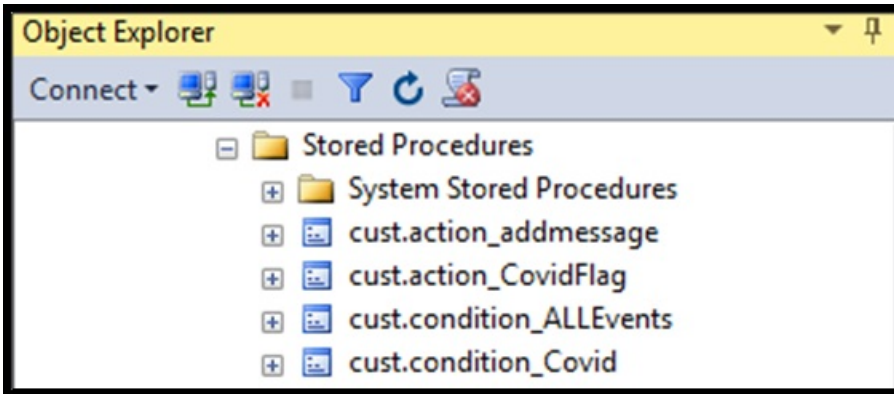 Object Explorer
Connect
Stored Procedures
System Stored Procedures
cust.action_addmessage
cust.action_CovidFlag
cust.condition_ALLEvents
cust.condition_Covid